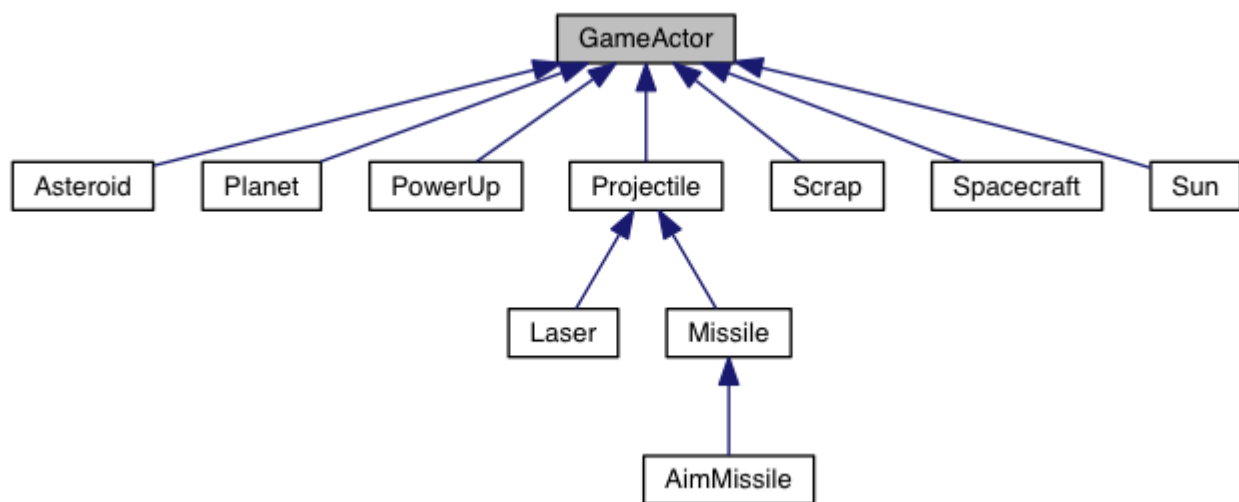 GameActor
Asteroid
Planet
PowerUp
Projectile
Scrap
Spacecraft
Sun
Laser
Missile
AimMissile